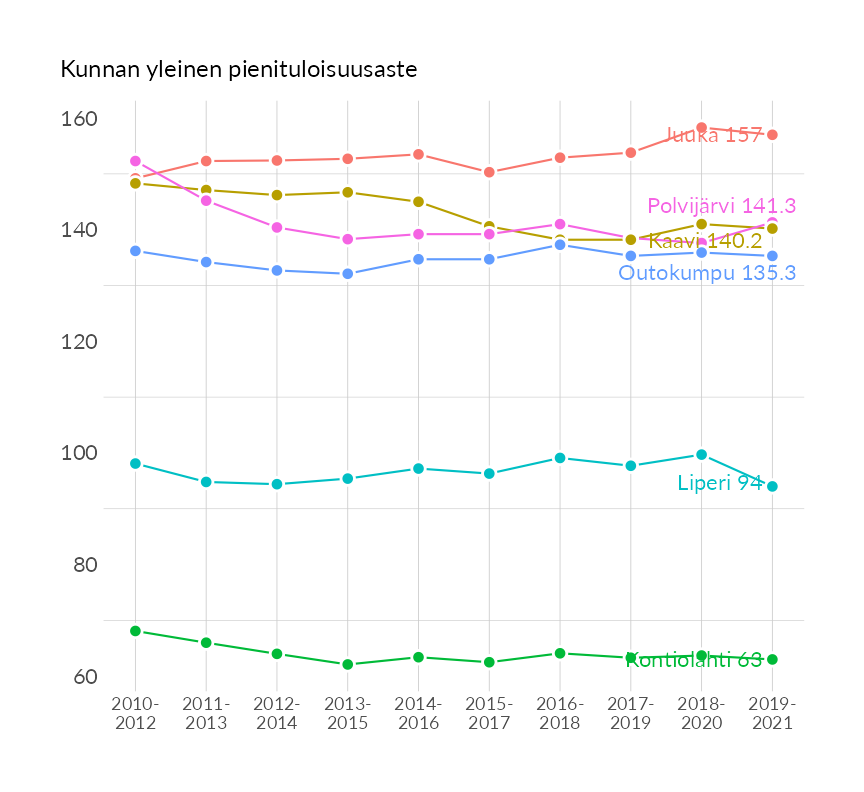 Kunnan yleinen pienituloisuusaste
160
Juuka 157
Polvijärvi 141.3
140
Kaavi 140.2
Outokumpu 135.3
120
100
Liperi 94
80
Kontiolahti 63
60
2010- 2011- 2012- 2013- 2014- 2015- 2016- 2017- 2018- 2019-
2012 2013 2014 2015 2016 2017 2018 2019 2020 2021